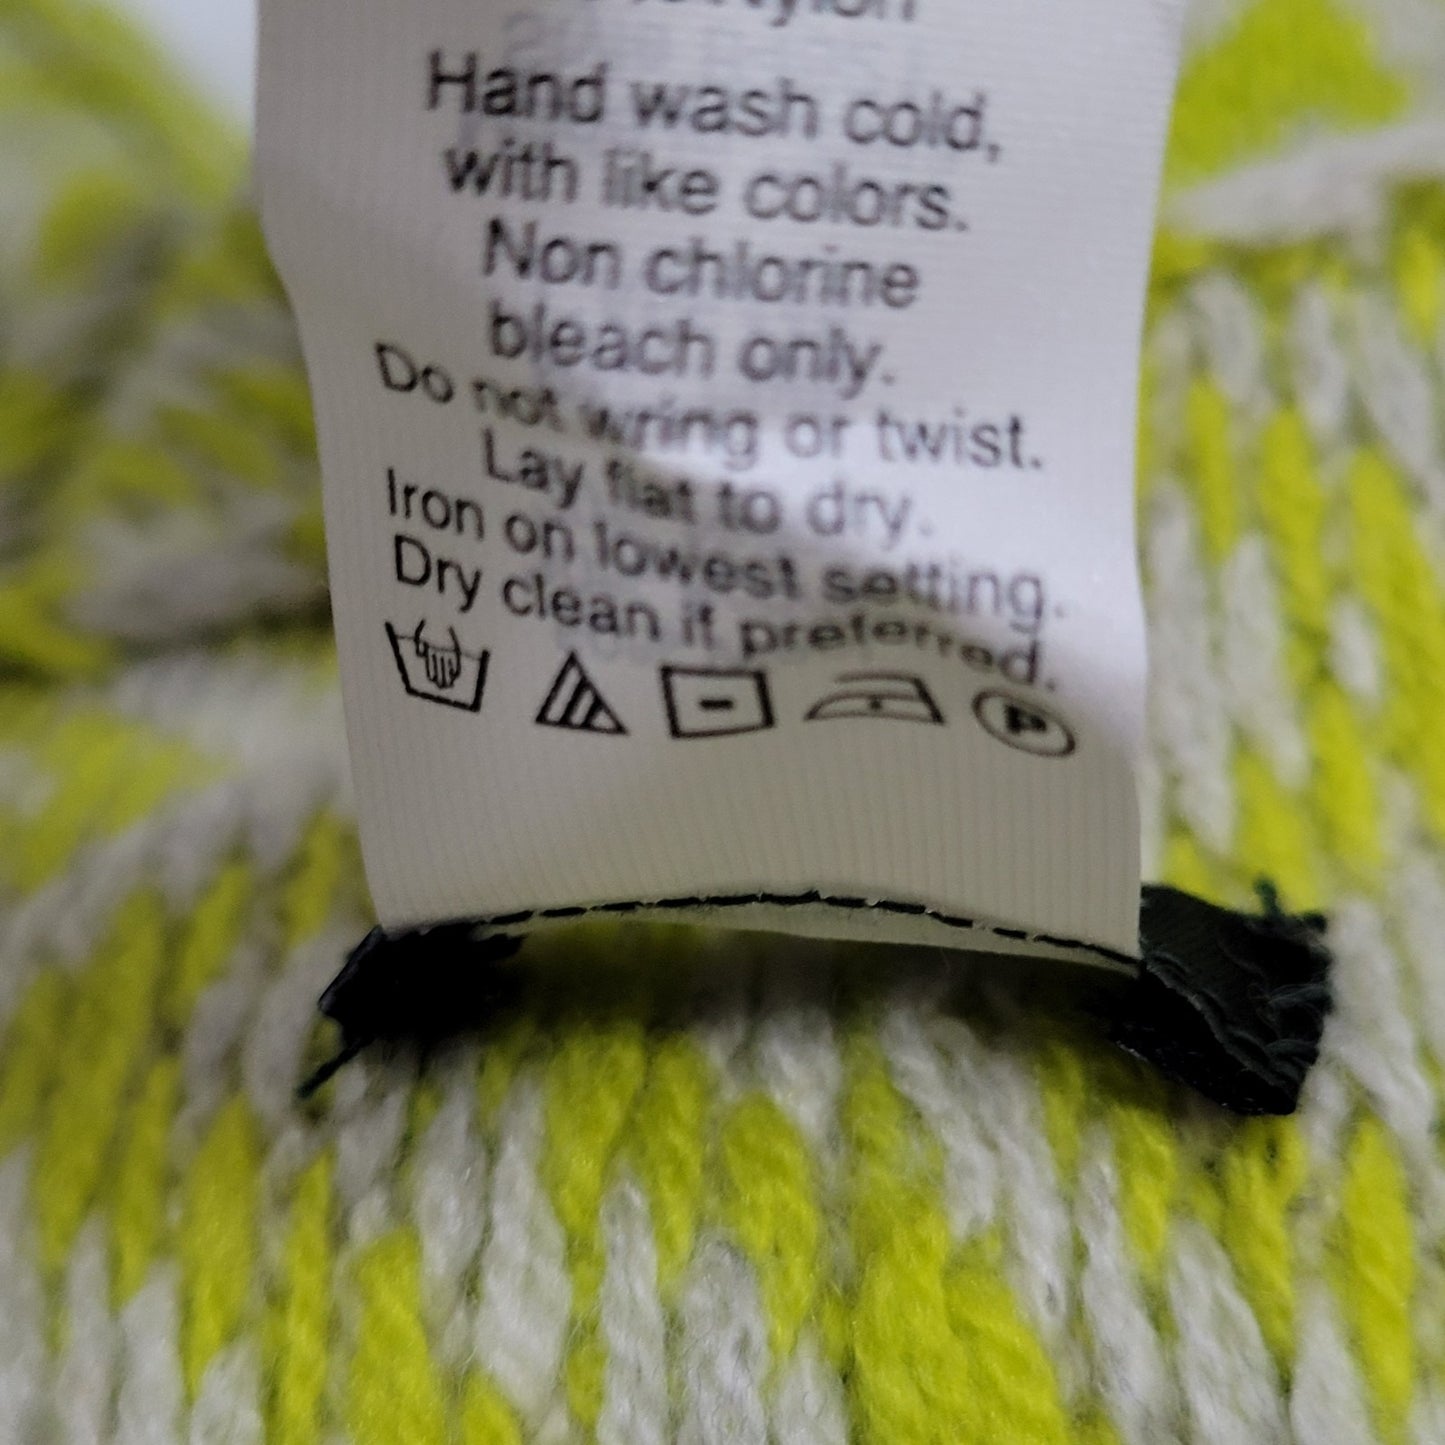 Nylon
Hand wash cold,
with like colors.
Non chlorine
bleach only.
Do not wring or twist.
Lay flat to dry.
Iron on lowest setting.
Dry clean if preferred.
P